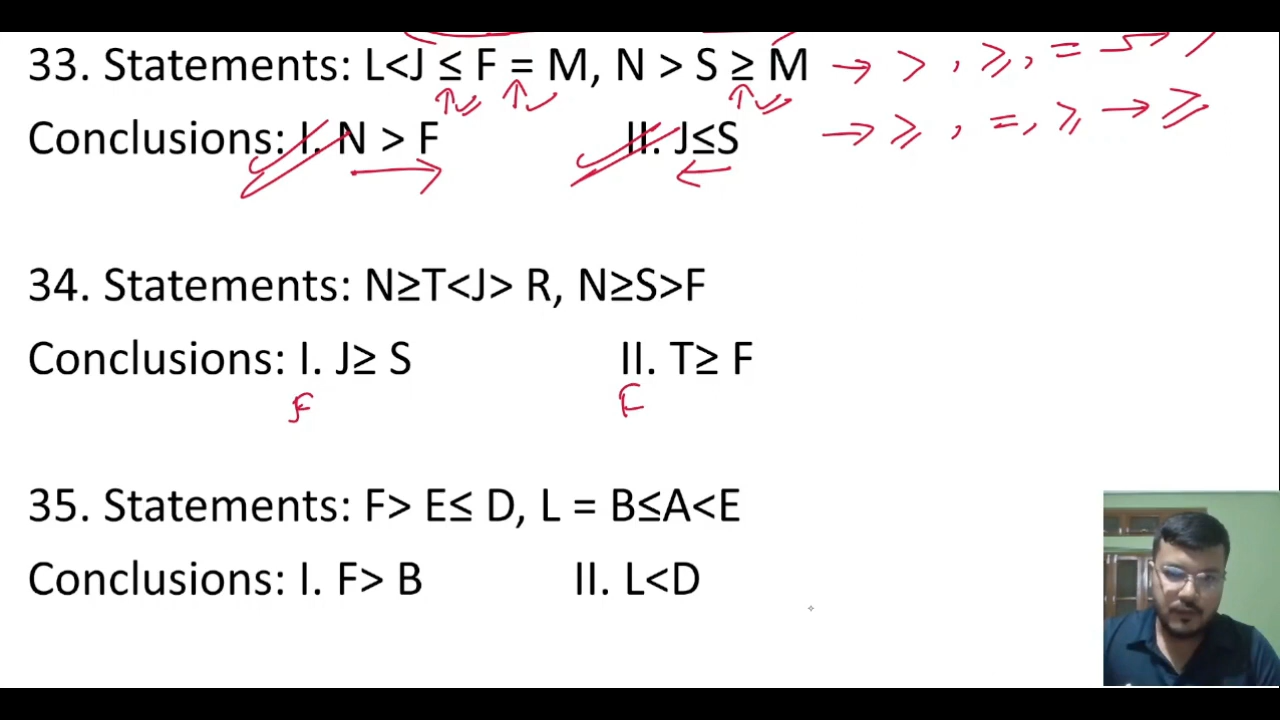 33. Statements: L<J ≤ F = M, N > S ≥ M → >, ≥, = → >
Conclusions: I. N > F II. J≤S → ≥, =, ≥ → ≥
34. Statements: N≥T<J> R, N≥S>F
Conclusions: I. J≥ S II. T≥ F
F F
35. Statements: F> E≤ D, L = B≤A<E
Conclusions: I. F> B II. L<D